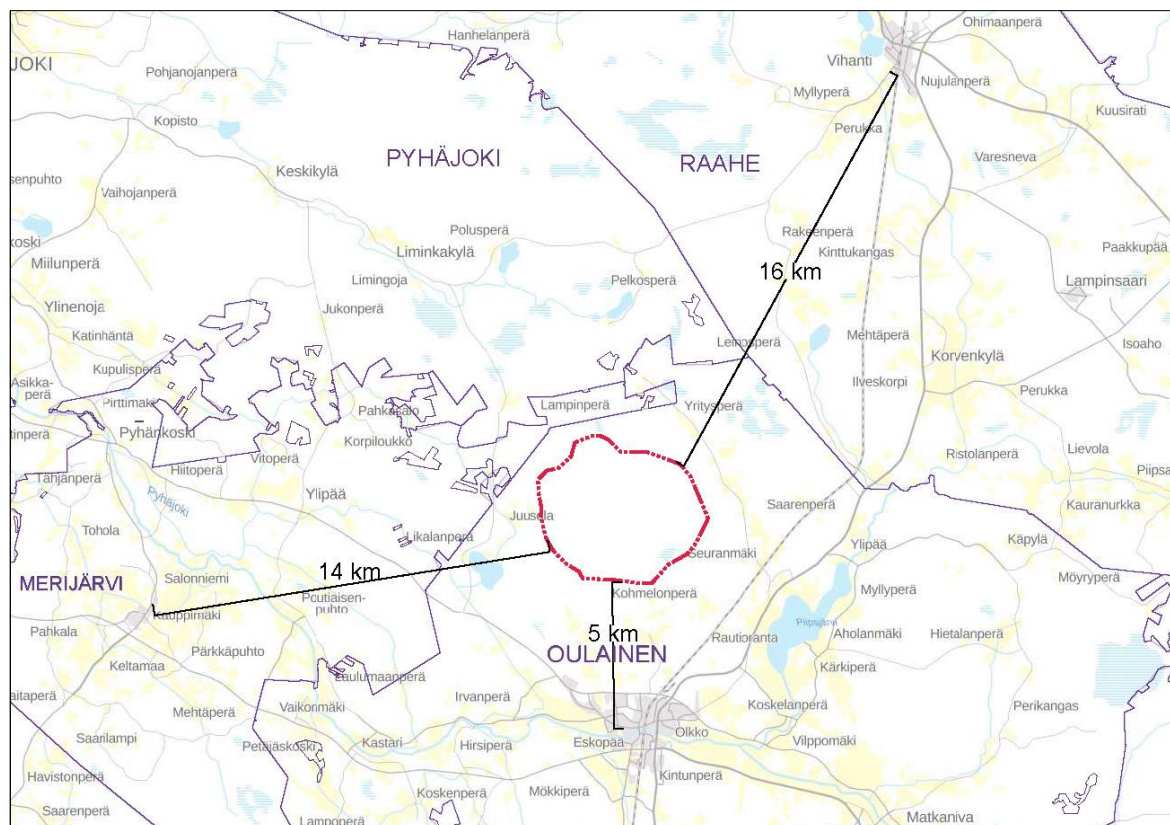 JOKI
Hanhelanperä
Ohimaanperä
Pohjanojanperä
Vihanti
Nujulanperä
Myllyperä
Kuusirati
Kopisto
Perukka
PYHÄJOKI
RAAHE
Varesneva
Keskikylä
Vaihojanperä
Polusperä
Rakeenperä
Kinttukangas
Paakkupää
Liminkakylä
Miilunperä
Limingoja
Pelkosperä
16 km
Lampinsaari
Ylinenoja
Jukonperä
Katinhäntä
Mehtäperä
Leinosperä
Isoaho
Korvenkylä
Kupulisperä
Asikka-
perä
Ilveskorpi
Perukka
Pirttimäki
Pahkasalo
Lampinperä
Yritysperä
Pyhänkoski
Korpiloukko
Lievola
Ristolanperä
Hiitoperä
Vitoperä
Tähjänperä
Pyhäjoki
Ylipää
Saarenperä
Kauranurkka
Juusola
Tohola
Likalanperä
Käpylä
Ylipää
Seuranmäki
14 km
Salonniemi
Möyryperä
MERIJÄRVI
Myllyperä
Kohmelonperä
Poutiaisen-
puhto
Kauppimäki
Piipsjärvi
Pahkala
5 km
Rautioranta
Aholanmäki
Hietalanperä
Pärkkäpuhto
OULAINEN
Keltamaa
Kärkiperä
Laulumaanperä
Irvanperä
Koskelanperä
Perikangas
Mehtäperä
Vaikonmäki
Saarilampi
Petäjäskoski
Kastari
Hirsiperä
Eskopää
Olkko
Vilppomäki
Havistonperä
Kintunperä
Mökkiperä
Koskenperä
Saarenperä
Lampoperä
Matkaniva